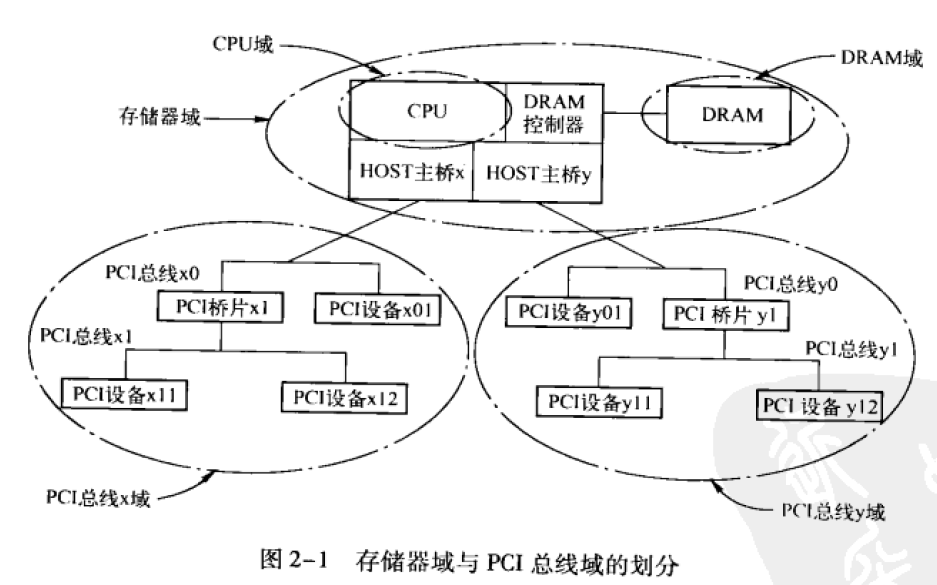 CPU域
DRAM域
存储器域
CPU
DRAM
控制器
DRAM
HOST主桥x
HOST主桥y
PCI总线x0
PCI总线y0
PCI桥片x1
PCI设备x01
PCI设备y01
PCI 桥片 y1
PCI总线x1
PCI总线y1
PCI设备x11
PCI设备x12
PCI设备y11
PCI 设备 y12
PCI总线x域
PCI总线y域
图 2-1 存储器域与 PCI 总线域的划分